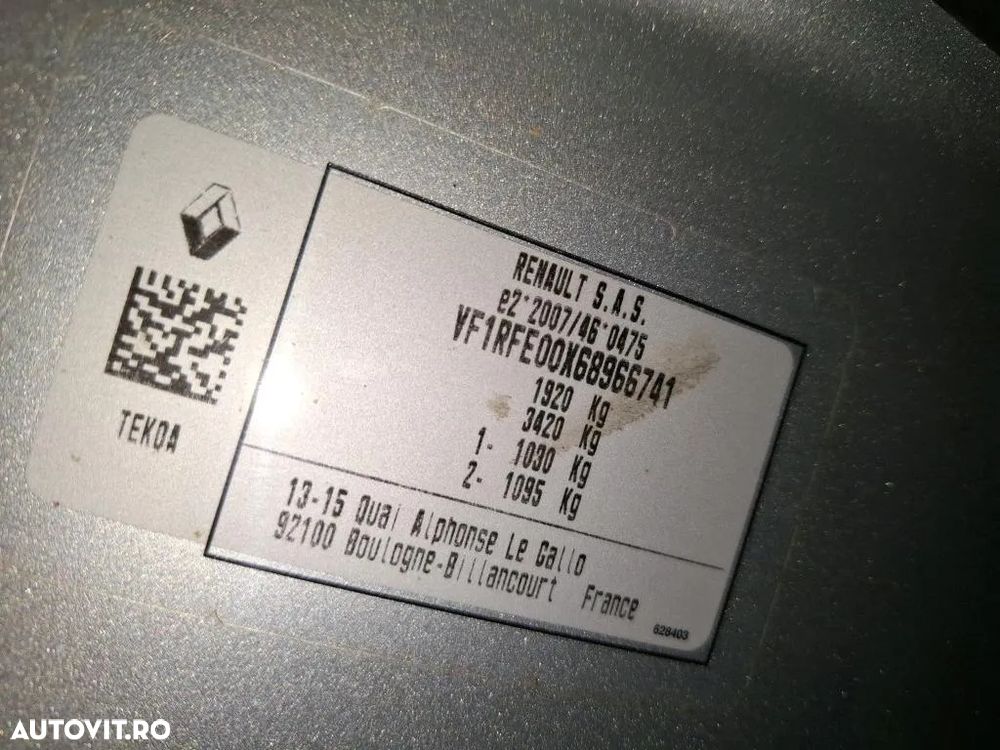 RENAULT S.A.S.
e2*2007/46*0475
VF1RFE00X68966741
1920 Kg
3420 Kg
1- 1030 Kg
2- 1095 Kg
TEKOA
13-15 Quai Alphonse Le Gallo
92100 Boulogne-Billancourt France
628403
AUTOVIT.RO